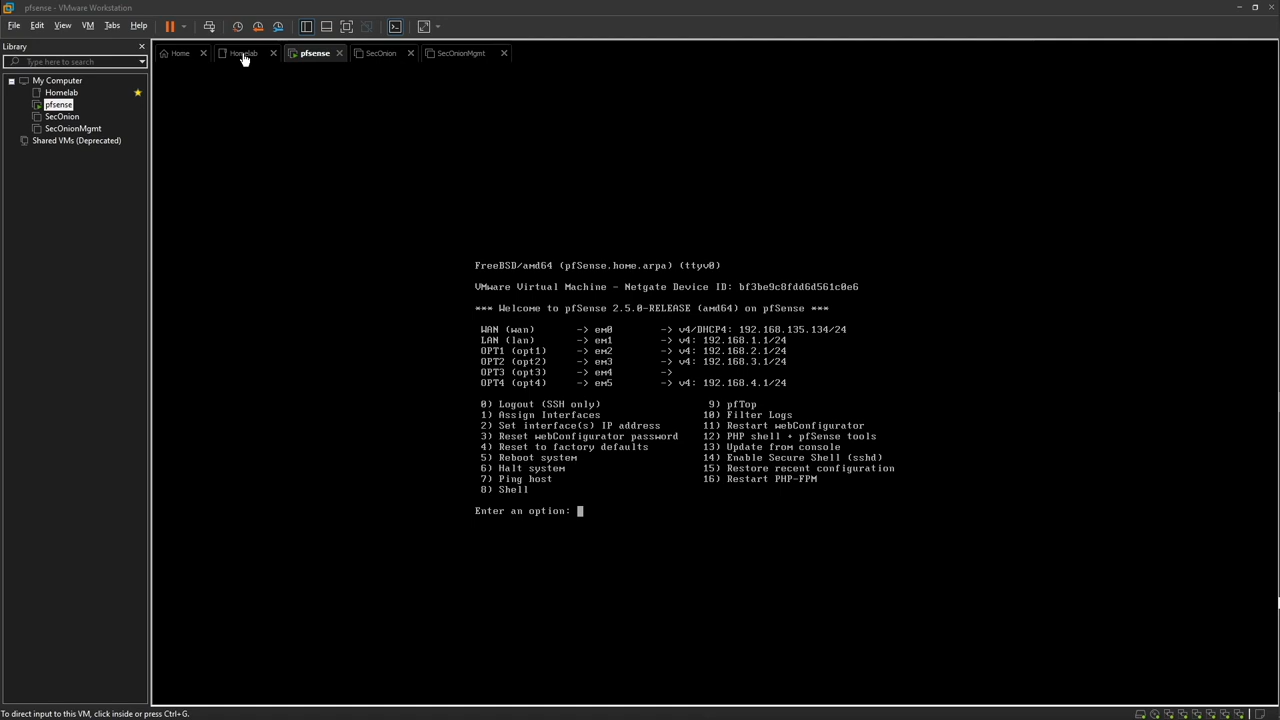 pfsense - VMware Workstation
File Edit View VM Tabs Help
Library
Type here to search
My Computer
Homelab
pfsense
SecOnion
SecOnionMgmt
Shared VMs (Deprecated)
Home Homelab pfsense SecOnion SecOnionMgmt
FreeBSD/amd64 (pfSense.home.arpa) (ttyv0)
VMware Virtual Machine - Netgate Device ID: bf3be9c8fdd6d561c0e6
*** Welcome to pfSense 2.5.0-RELEASE (amd64) on pfSense ***
WAN (wan) -> em0 -> v4/DHCP4: 192.168.135.134/24
LAN (lan) -> em1 -> v4: 192.168.1.1/24
OPT1 (opt1) -> em2 -> v4: 192.168.2.1/24
OPT2 (opt2) -> em3 -> v4: 192.168.3.1/24
OPT3 (opt3) -> em4 ->
OPT4 (opt4) -> em5 -> v4: 192.168.4.1/24
0) Logout (SSH only) 9) pfTop
1) Assign Interfaces 10) Filter Logs
2) Set interface(s) IP address 11) Restart webConfigurator
3) Reset webConfigurator password 12) PHP shell + pfSense tools
4) Reset to factory defaults 13) Update from console
5) Reboot system 14) Enable Secure Shell (sshd)
6) Halt system 15) Restore recent configuration
7) Ping host 16) Restart PHP-FPM
8) Shell
Enter an option:
To direct input to this VM, click inside or press Ctrl+G.